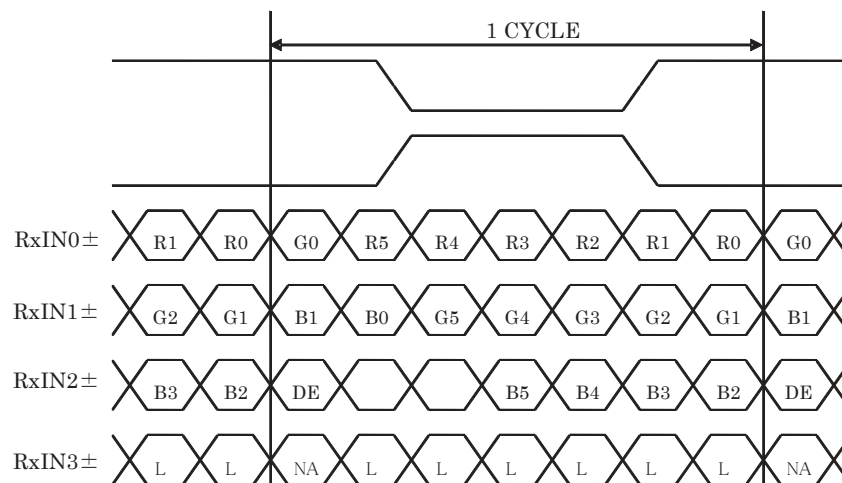 1 CYCLE
RxIN0± R1 R0 G0 R5 R4 R3 R2 R1 R0 G0
RxIN1± G2 G1 B1 B0 G5 G4 G3 G2 G1 B1
RxIN2± B3 B2 DE B5 B4 B3 B2 DE
RxIN3± L L NA L L L L L L NA